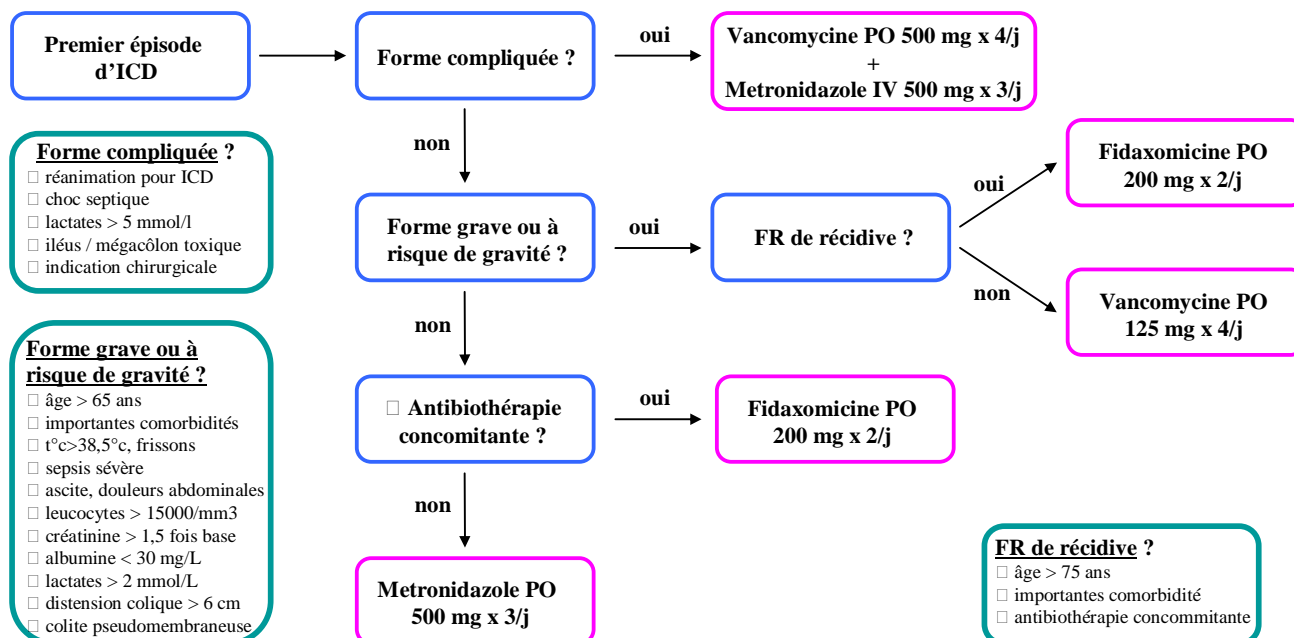 Premier épisode
d’ICD
Forme compliquée ?
oui
Vancomycine PO 500 mg x 4/j
+
Metronidazole IV 500 mg x 3/j
non
Forme compliquée ?
□ réanimation pour ICD
□ choc septique
□ lactates > 5 mmol/l
□ iléus / mégacôlon toxique
□ indication chirurgicale
Forme grave ou à
risque de gravité ?
oui
FR de récidive ?
oui
Fidaxomicine PO
200 mg x 2/j
non
Vancomycine PO
125 mg x 4/j
non
Forme grave ou à
risque de gravité ?
□ âge > 65 ans
□ importantes comorbidités
□ t°c>38,5°c, frissons
□ sepsis sévère
□ ascite, douleurs abdominales
□ leucocytes > 15000/mm3
□ créatinine > 1,5 fois base
□ albumine < 30 mg/L
□ lactates > 2 mmol/L
□ distension colique > 6 cm
□ colite pseudomembraneuse
□ Antibiothérapie
concomitante ?
oui
Fidaxomicine PO
200 mg x 2/j
non
Metronidazole PO
500 mg x 3/j
FR de récidive ?
□ âge > 75 ans
□ importantes comorbidité
□ antibiothérapie concommitante